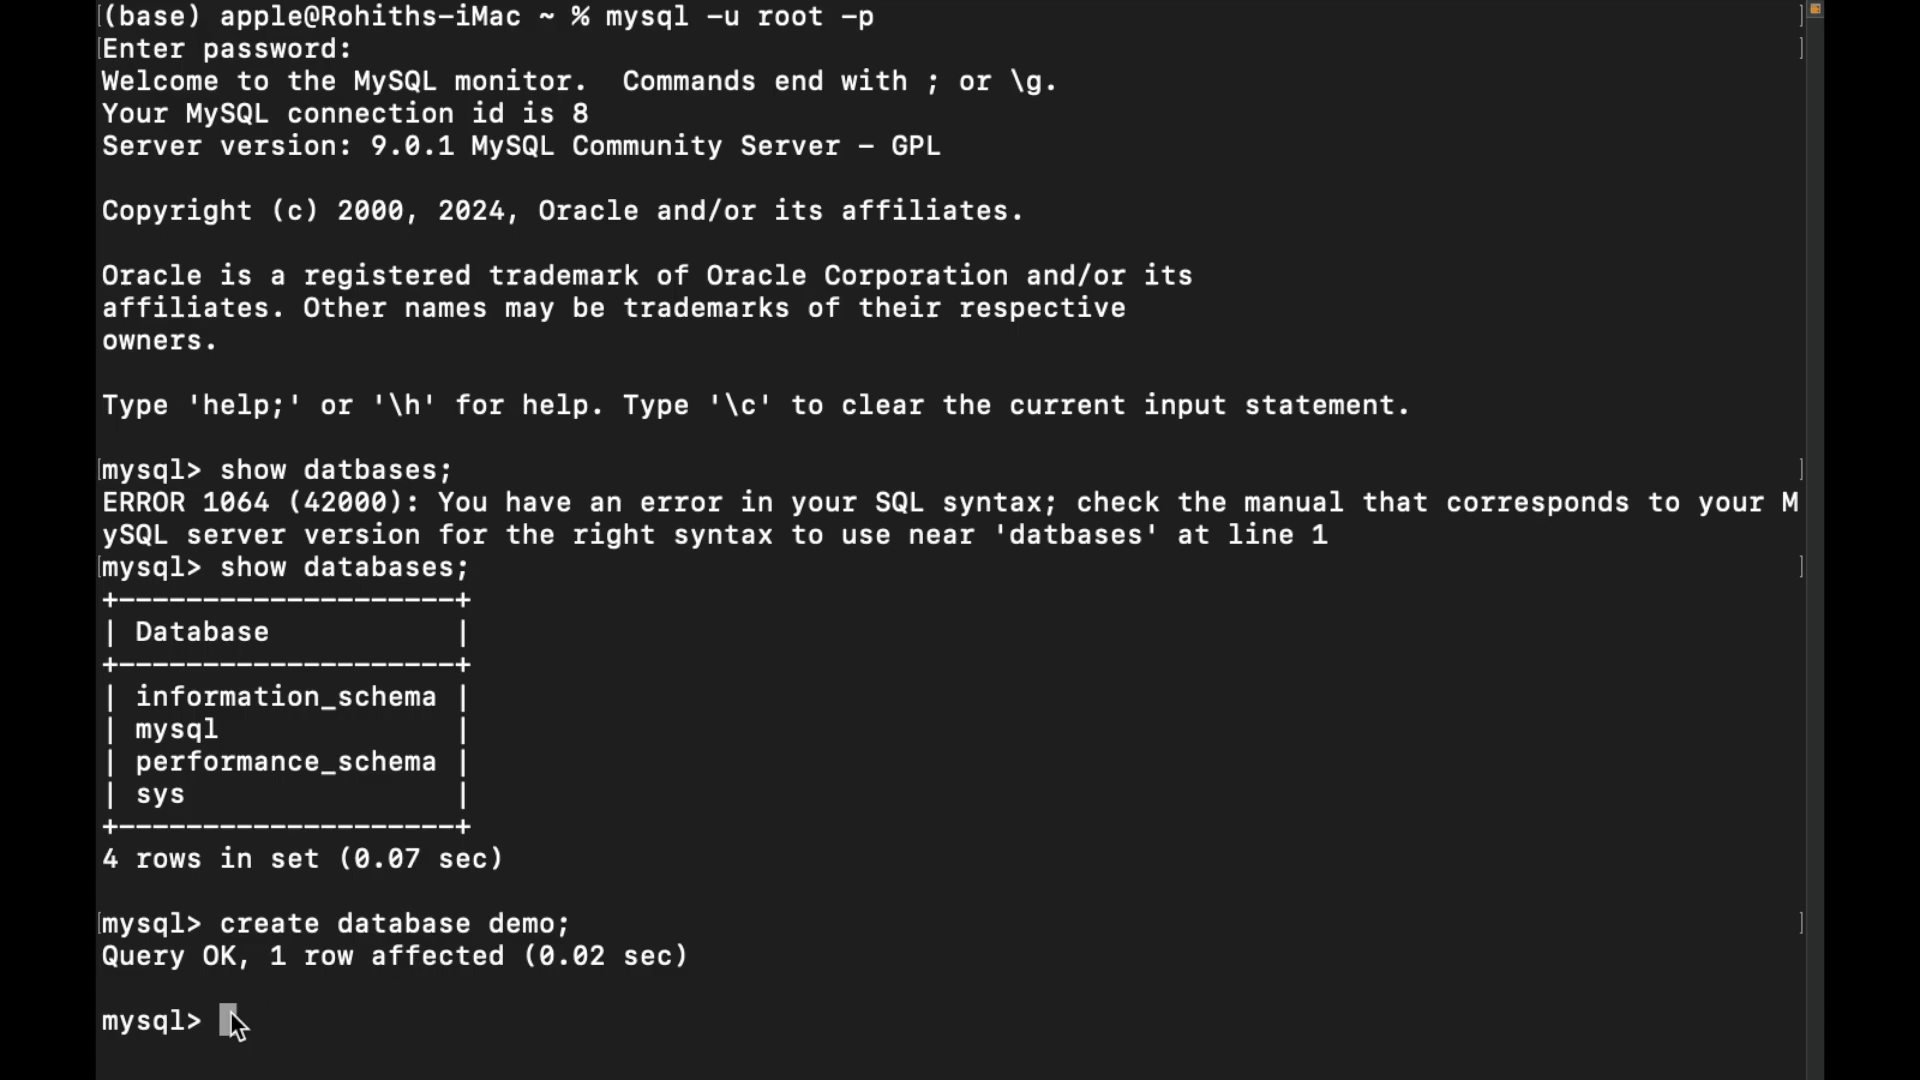 (base) apple@Rohiths-iMac ~ % mysql -u root -p
Enter password:
Welcome to the MySQL monitor.  Commands end with ; or \g.
Your MySQL connection id is 8
Server version: 9.0.1 MySQL Community Server - GPL
Copyright (c) 2000, 2024, Oracle and/or its affiliates.
Oracle is a registered trademark of Oracle Corporation and/or its
affiliates. Other names may be trademarks of their respective
owners.
Type 'help;' or '\h' for help. Type '\c' to clear the current input statement.
mysql> show datbases;
ERROR 1064 (42000): You have an error in your SQL syntax; check the manual that corresponds to your M
ySQL server version for the right syntax to use near 'datbases' at line 1
mysql> show databases;
+--------------------+
| Database           |
+--------------------+
| information_schema |
| mysql              |
| performance_schema |
| sys                |
+--------------------+
4 rows in set (0.07 sec)
mysql> create database demo;
Query OK, 1 row affected (0.02 sec)
mysql>